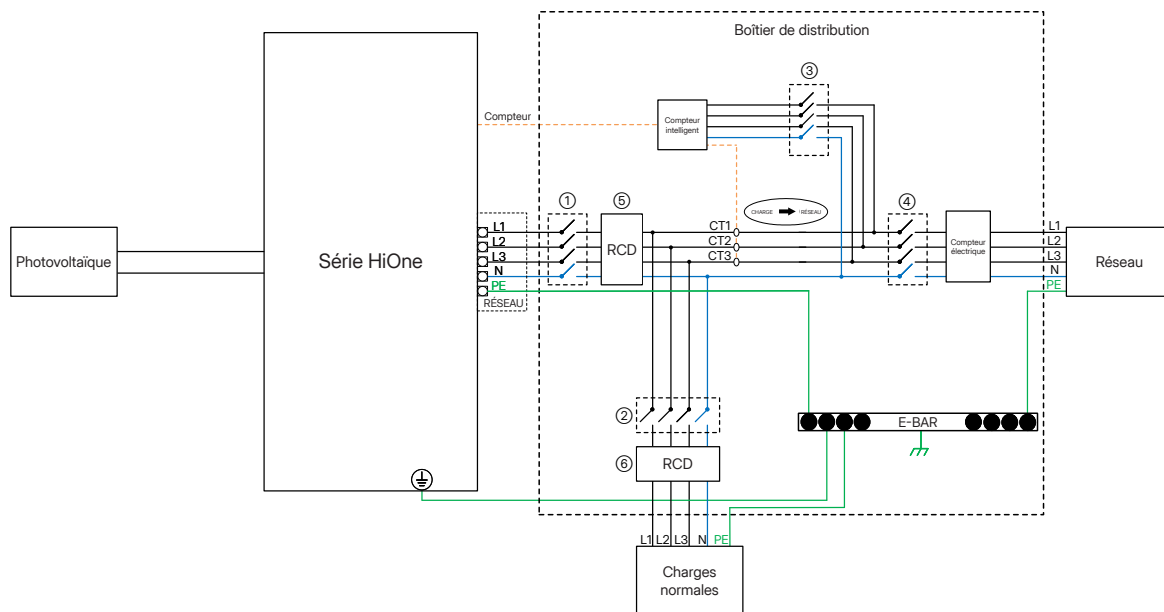 Boîtier de distribution
③
Compteur
Compteur
intelligent
①
⑤
CHARGE
RÉSEAU
④
L1
L2
L3
N
PE
RÉSEAU
RCD
CT1
CT2
CT3
Compteur
électrique
L1
L2
L3
N
PE
Réseau
Photovoltaïque
Série HiOne
②
E-BAR
⑥
RCD
L1
L2
L3
N
PE
Charges
normales